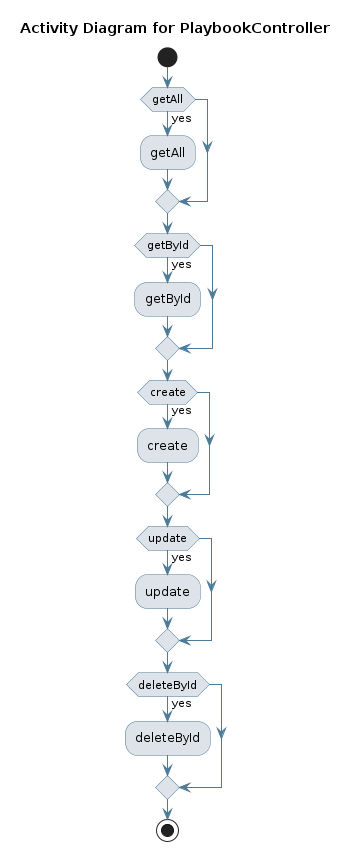 Activity Diagram for PlaybookController
getAll
yes
getAll
getById
yes
getById
create
yes
create
update
yes
update
deleteById
yes
deleteById